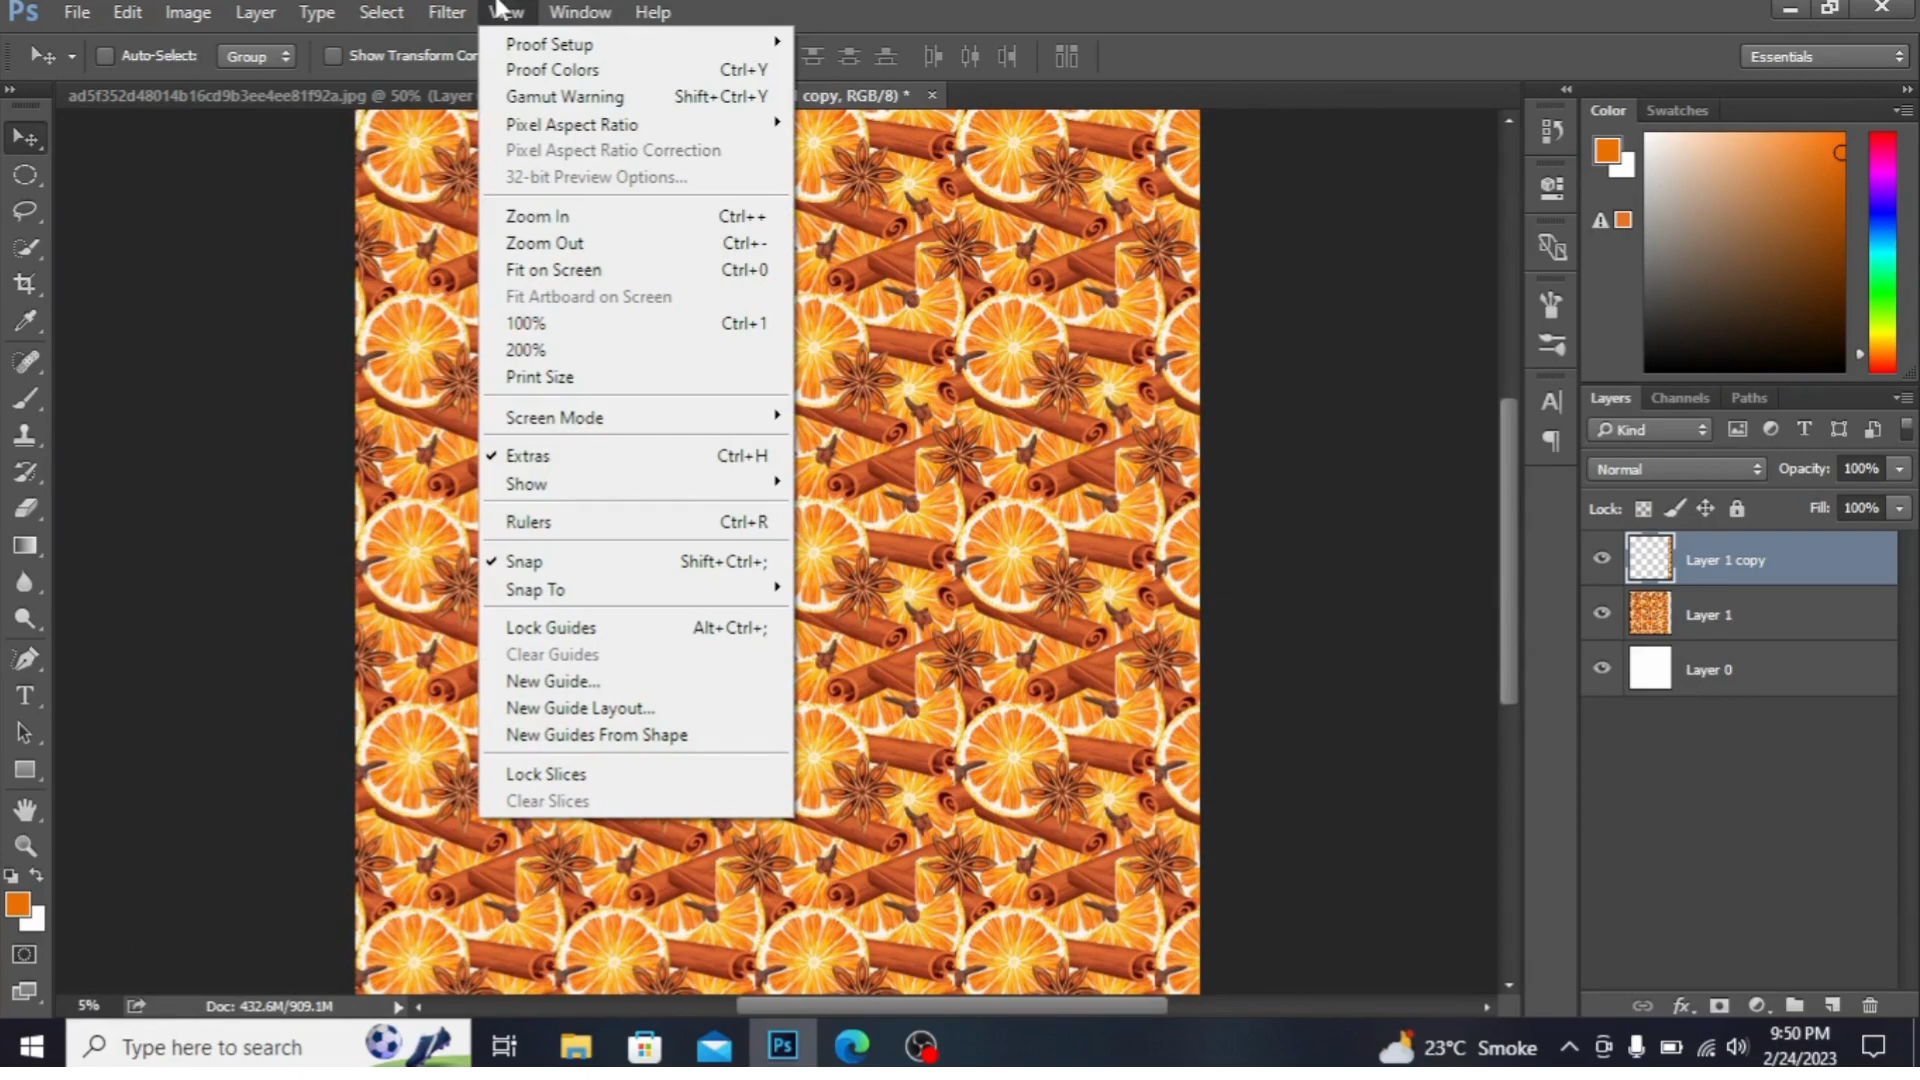 Ps File Edit Image Layer Type Select Filter View Window Help
Auto-Select: Group Show Transform Con Essentials
ad5f352d48014b16cd9b3ee4ee81f92a.jpg @ 50% (Layer copy, RGB/8) *
Proof Setup
Proof Colors Ctrl+Y
Gamut Warning Shift+Ctrl+Y
Pixel Aspect Ratio
Pixel Aspect Ratio Correction
32-bit Preview Options...
Zoom In Ctrl++
Zoom Out Ctrl+-
Fit on Screen Ctrl+0
Fit Artboard on Screen
100% Ctrl+1
200%
Print Size
Screen Mode
Extras Ctrl+H
Show
Rulers Ctrl+R
Snap Shift+Ctrl+;
Snap To
Lock Guides Alt+Ctrl+;
Clear Guides
New Guide...
New Guide Layout...
New Guides From Shape
Lock Slices
Clear Slices
Color Swatches
Layers Channels Paths
Kind
Normal Opacity: 100%
Lock: Fill: 100%
Layer 1 copy
Layer 1
Layer 0
5% Doc: 432.6M/909.1M
Type here to search
Ps
23°C Smoke
9:50 PM
2/24/2023